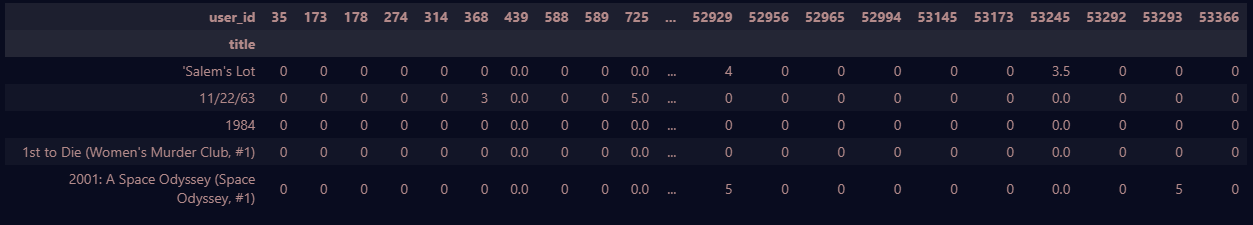 user_id 35 173 178 274 314 368 439 588 589 725 ... 52929 52956 52965 52994 53145 53173 53245 53292 53293 53366
title
'Salem's Lot 0 0 0 0 0 0 0.0 0 0 0.0 ... 4 0 0 0 0 0 3.5 0 0 0
11/22/63 0 0 0 0 0 3 0.0 0 0 5.0 ... 0 0 0 0 0 0 0.0 0 0 0
1984 0 0 0 0 0 0 0.0 0 0 0.0 ... 0 0 0 0 0 0 0.0 0 0 0
1st to Die (Women's Murder Club, #1) 0 0 0 0 0 0 0.0 0 0 0.0 ... 0 0 0 0 0 0 0.0 0 0 0
2001: A Space Odyssey (Space
Odyssey, #1) 0 0 0 0 0 0 0.0 0 0 0.0 ... 5 0 0 0 0 0 0.0 0 5 0